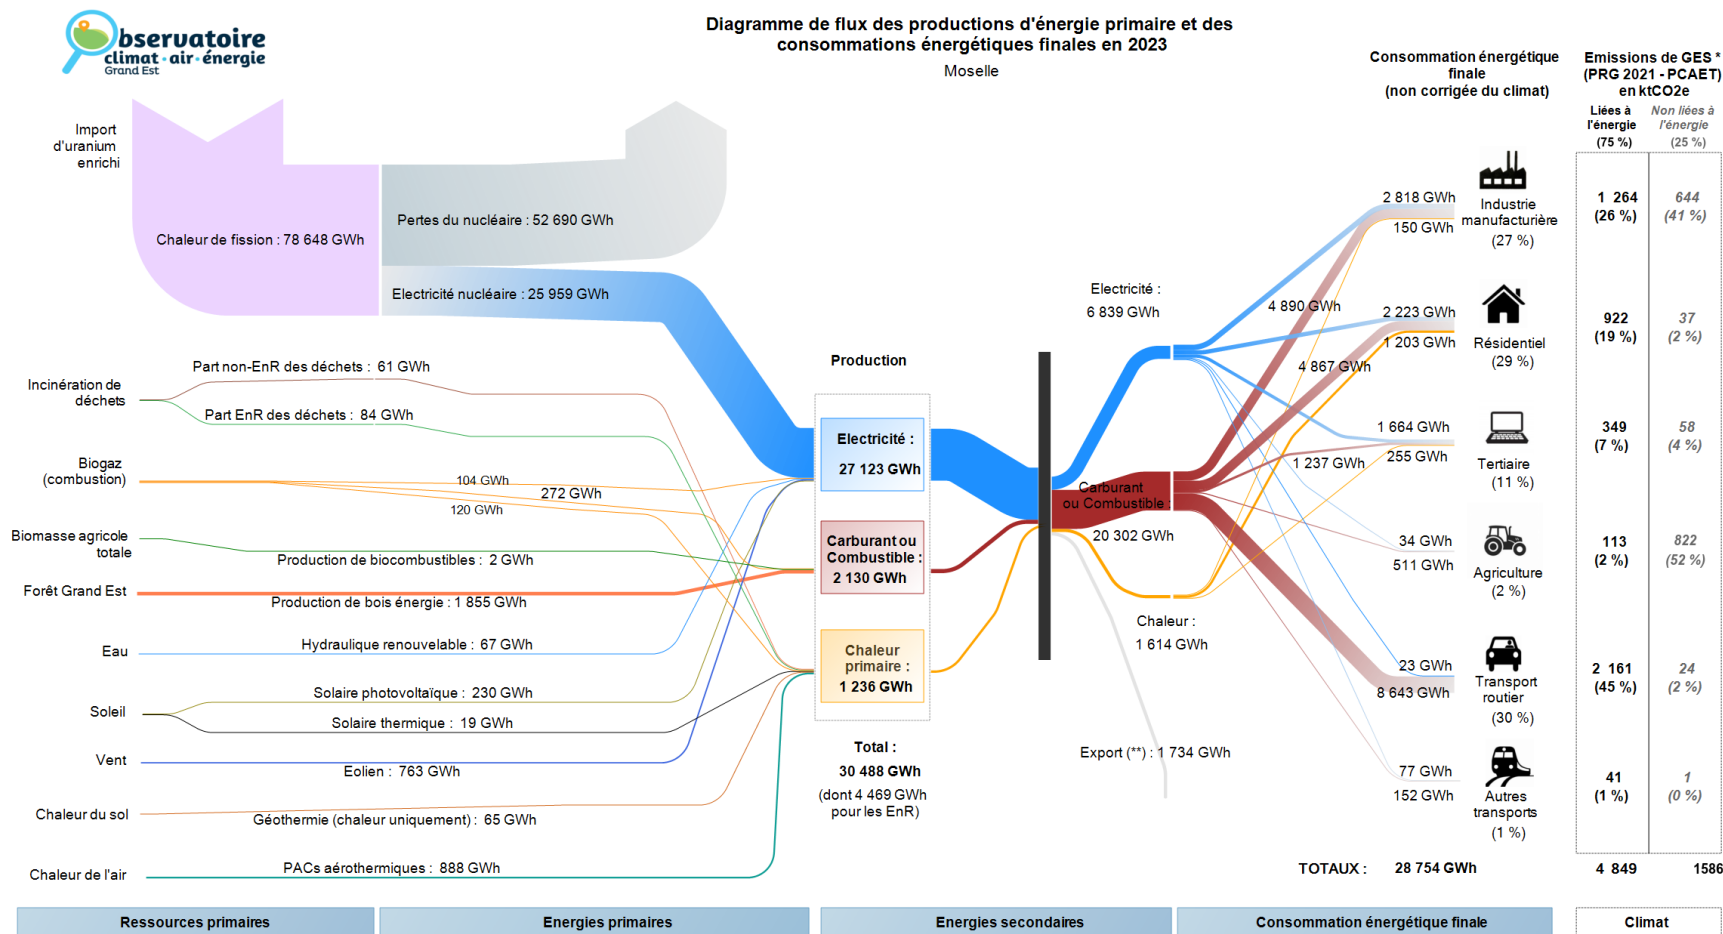 Observatoire
climat · air · énergie
Grand Est
Diagramme de flux des productions d'énergie primaire et des
consommations énergétiques finales en 2023
Moselle
Consommation énergétique
finale
(non corrigée du climat)
Emissions de GES *
(PRG 2021 - PCAET)
en ktCO2e
Liées à
l'énergie
(75 %)
Non liées à
l'énergie
(25 %)
Import
d'uranium
enrichi
Chaleur de fission : 78 648 GWh
Pertes du nucléaire : 52 690 GWh
Electricité nucléaire : 25 959 GWh
Incinération de
déchets
Part non-EnR des déchets : 61 GWh
Part EnR des déchets : 84 GWh
Biogaz
(combustion)
104 GWh
272 GWh
120 GWh
Biomasse agricole
totale
Production de biocombustibles : 2 GWh
Forêt Grand Est
Production de bois énergie : 1 855 GWh
Eau
Hydraulique renouvelable : 67 GWh
Soleil
Solaire photovoltaïque : 230 GWh
Solaire thermique : 19 GWh
Vent
Eolien : 763 GWh
Chaleur du sol
Géothermie (chaleur uniquement) : 65 GWh
Chaleur de l'air
PACs aérothermiques : 888 GWh
Production
Electricité :
27 123 GWh
Carburant ou
Combustible :
2 130 GWh
Chaleur
primaire :
1 236 GWh
Total :
30 488 GWh
(dont 4 469 GWh
pour les EnR)
Electricité :
6 839 GWh
Carburant
ou Combustible :
20 302 GWh
Chaleur :
1 614 GWh
Export (**) : 1 734 GWh
2 818 GWh
150 GWh
4 890 GWh
Industrie
manufacturière
(27 %)
1 264
(26 %)
644
(41 %)
2 223 GWh
1 203 GWh
4 867 GWh
Résidentiel
(29 %)
922
(19 %)
37
(2 %)
1 664 GWh
255 GWh
1 237 GWh
Tertiaire
(11 %)
349
(7 %)
58
(4 %)
34 GWh
511 GWh
Agriculture
(2 %)
113
(2 %)
822
(52 %)
23 GWh
8 643 GWh
Transport
routier
(30 %)
2 161
(45 %)
24
(2 %)
77 GWh
152 GWh
Autres
transports
(1 %)
41
(1 %)
1
(0 %)
TOTAUX : 28 754 GWh
4 849
1586
Ressources primaires
Energies primaires
Energies secondaires
Consommation énergétique finale
Climat